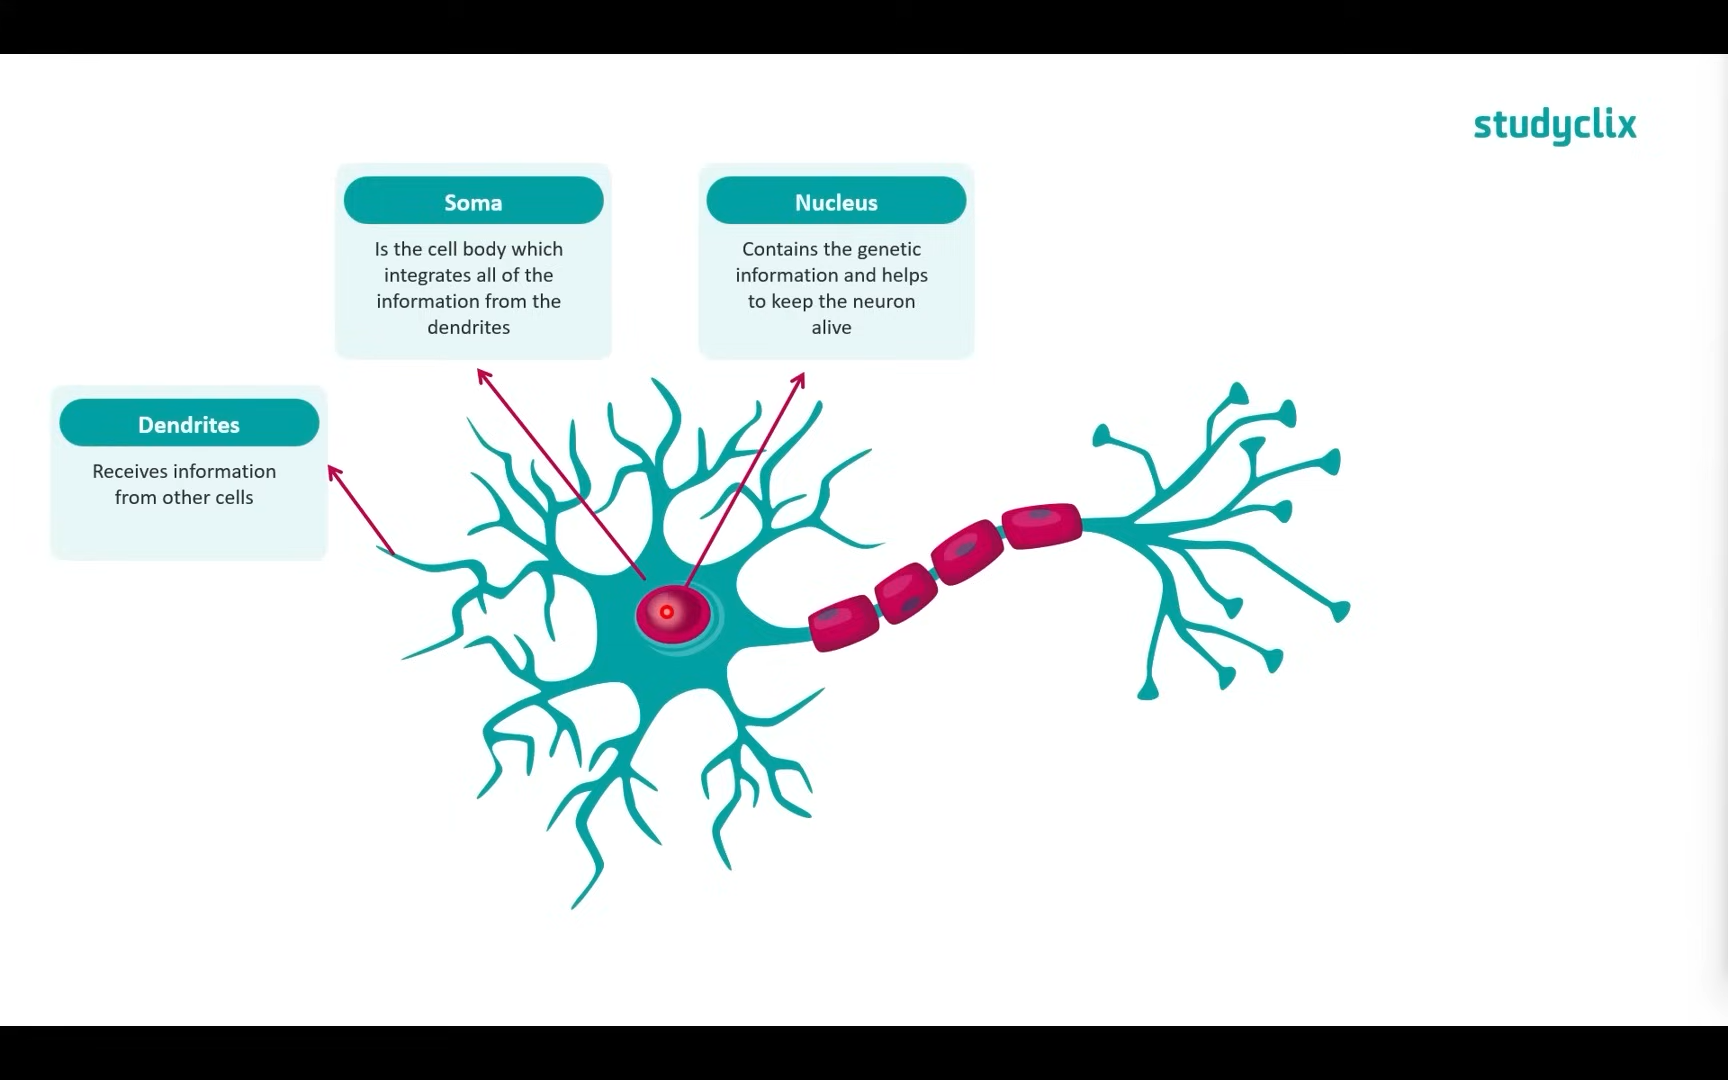 studyclix
Soma
Is the cell body which
integrates all of the
information from the
dendrites
Nucleus
Contains the genetic
information and helps
to keep the neuron
alive
Dendrites
Receives information
from other cells